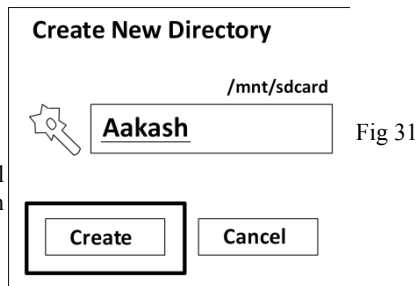 Create New Directory
/mnt/sdcard
Aakash
Fig 31
Create
Cancel